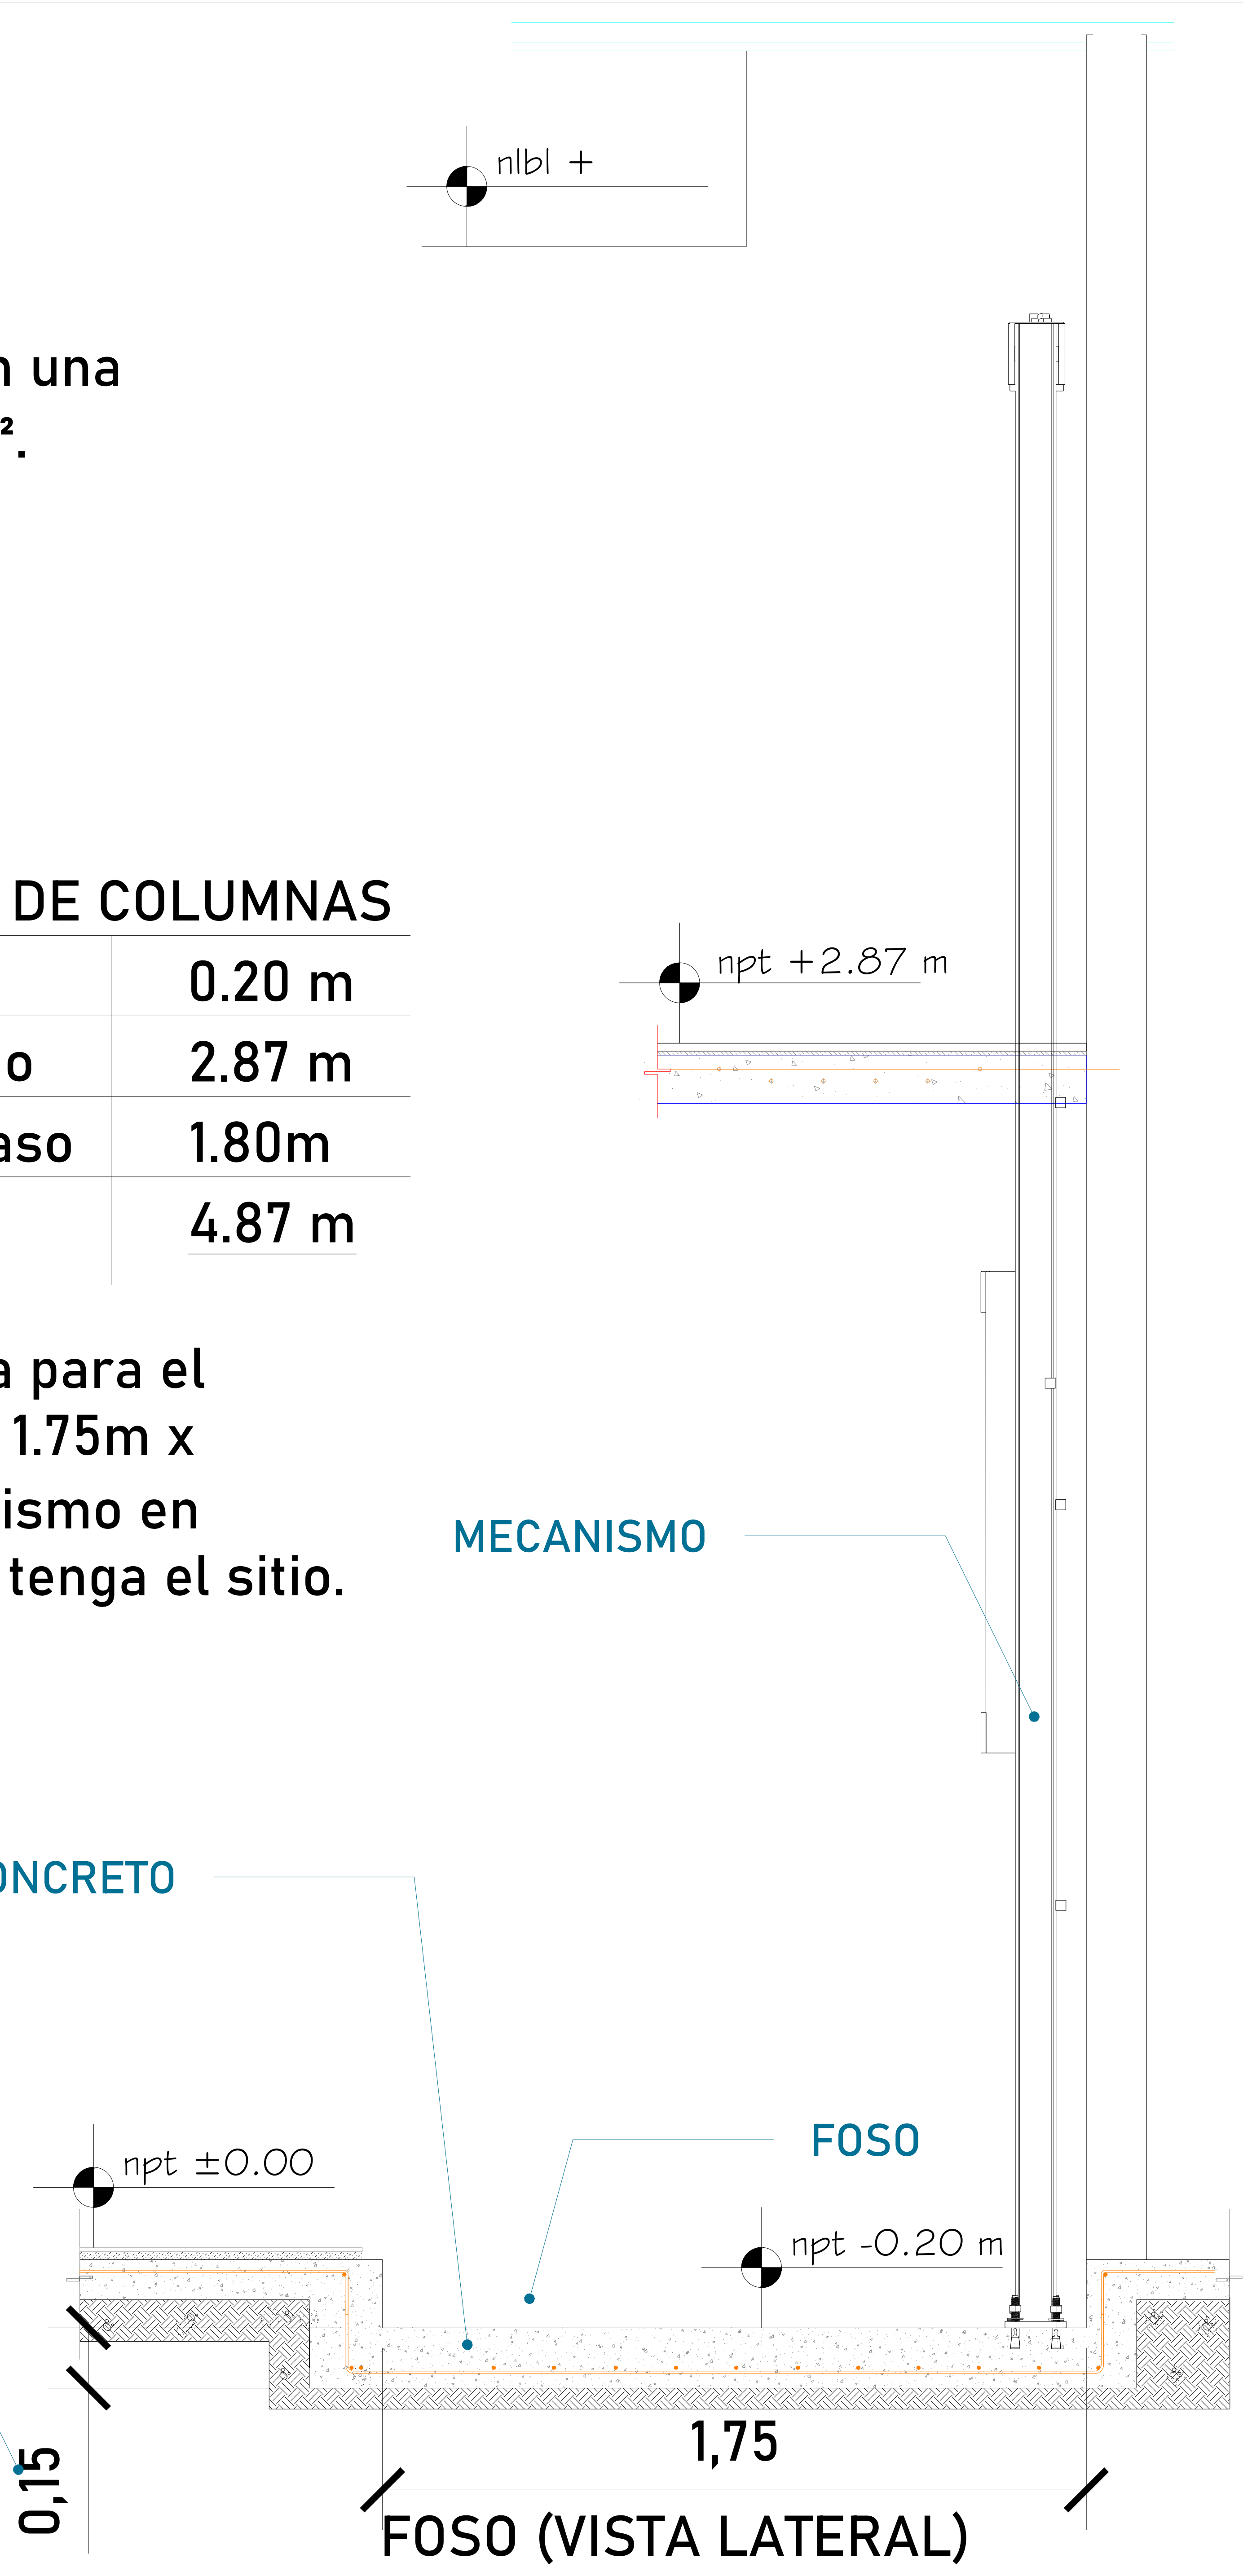 nlbl +
n una
².
DE COLUMNAS
0.20 m
o 2.87 m
aso 1.80m
4.87 m
npt +2.87 m
a para el
1.75m x
ismo en
tenga el sitio.
MECANISMO
ONCRETO
FOSO
npt ±0.00
npt -0.20 m
0,15
1,75
FOSO (VISTA LATERAL)